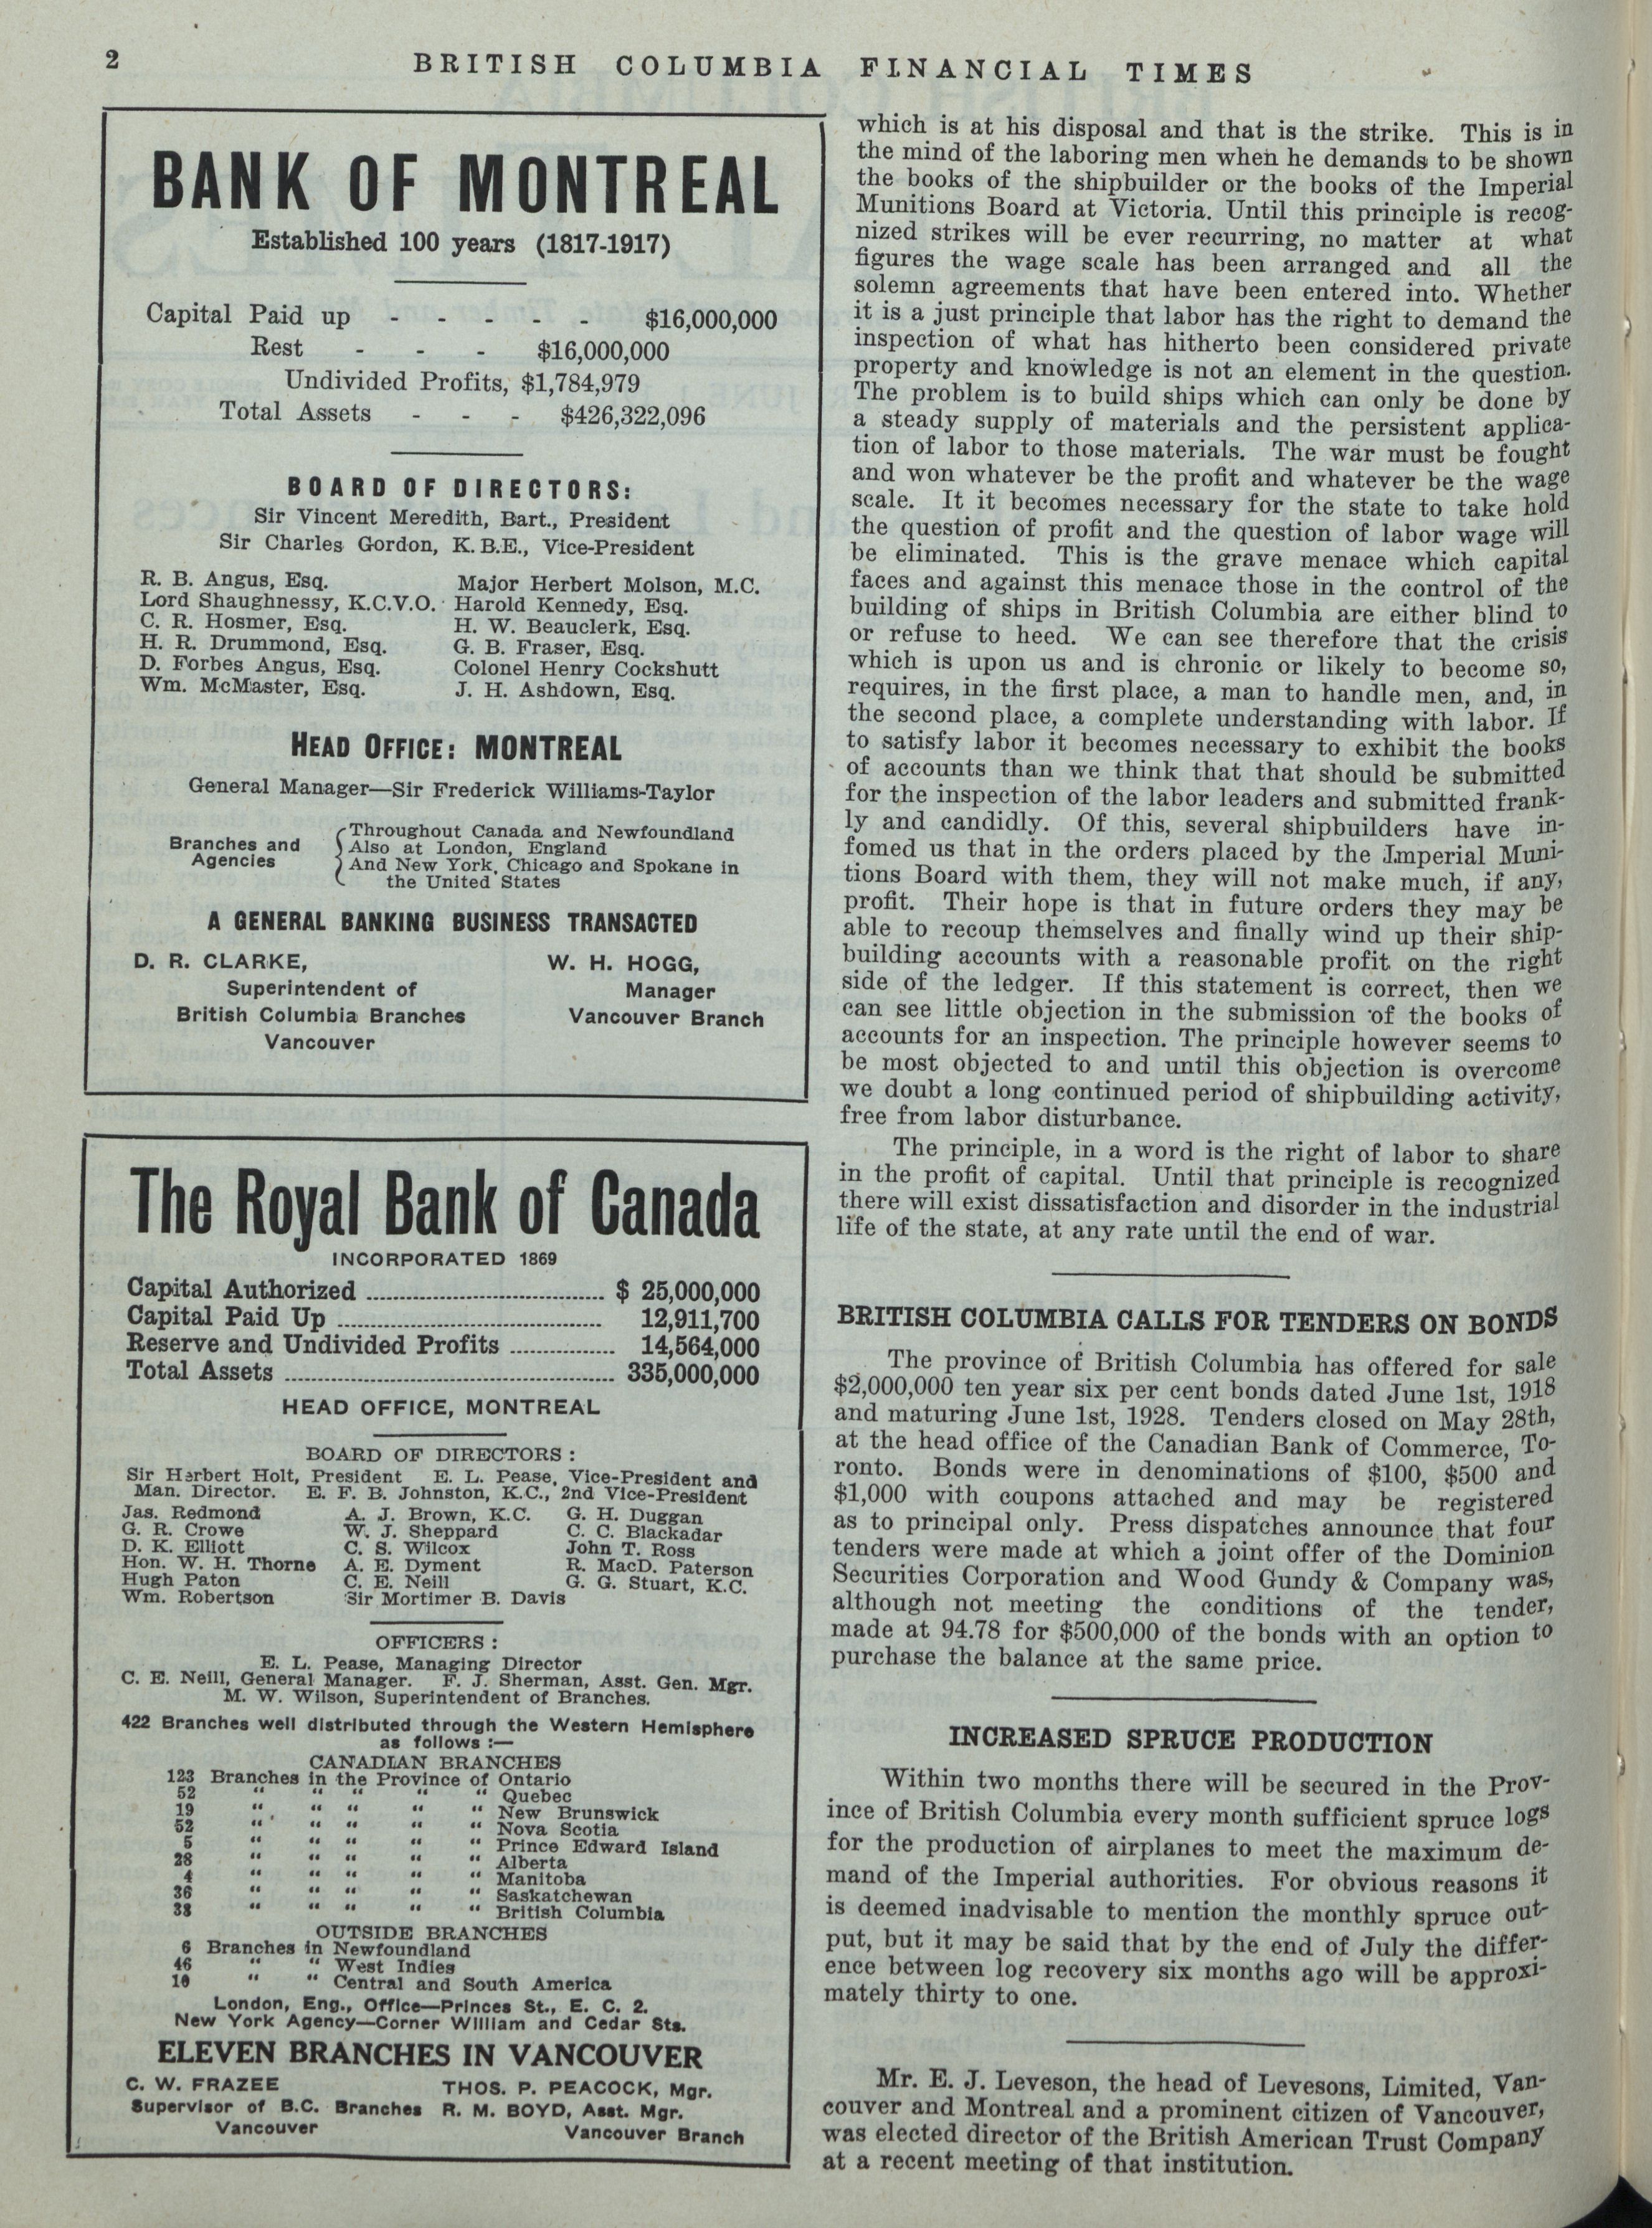 2
BRITISH COLUMBIA FINANCIAL TIMES
BANK OF MONTREAL
Established 100 years (1817-1917)
Capital Paid up - - - - - $16,000,000
Rest - - - $16,000,000
Undivided Profits, $1,784,979
Total Assets - - - $426,322,096
BOARD OF DIRECTORS:
Sir Vincent Meredith, Bart., President
Sir Charles Gordon, K.B.E., Vice-President
R. B. Angus, Esq. Major Herbert Molson, M.C.
Lord Shaughnessy, K.C.V.O. Harold Kennedy, Esq.
C. R. Hosmer, Esq. H. W. Beauclerk, Esq.
H. R. Drummond, Esq. G. B. Fraser, Esq.
D. Forbes Angus, Esq. Colonel Henry Cockshutt
Wm. McMaster, Esq. J. H. Ashdown, Esq.
HEAD OFFICE: MONTREAL
General Manager—Sir Frederick Williams-Taylor
Branches and Agencies
Throughout Canada and Newfoundland
Also at London, England
And New York, Chicago and Spokane in
the United States
A GENERAL BANKING BUSINESS TRANSACTED
D. R. CLARKE, W. H. HOGG,
Superintendent of Manager
British Columbia Branches Vancouver Branch
Vancouver
The Royal Bank of Canada
INCORPORATED 1869
Capital Authorized ........ $ 25,000,000
Capital Paid Up ........ 12,911,700
Reserve and Undivided Profits ........ 14,564,000
Total Assets ........ 335,000,000
HEAD OFFICE, MONTREAL
BOARD OF DIRECTORS :
Sir Herbert Holt, President E. L. Pease, Vice-President and
Man. Director. E. F. B. Johnston, K.C., 2nd Vice-President
Jas. Redmond A. J. Brown, K.C. G. H. Duggan
G. R. Crowe W. J. Sheppard C. C. Blackadar
D. K. Elliott C. S. Wilcox John T. Ross
Hon. W. H. Thorne A. E. Dyment R. MacD. Paterson
Hugh Paton C. E. Neill G. G. Stuart, K.C.
Wm. Robertson Sir Mortimer B. Davis
OFFICERS :
E. L. Pease, Managing Director
C. E. Neill, General Manager. F. J. Sherman, Asst. Gen. Mgr.
M. W. Wilson, Superintendent of Branches.
422 Branches well distributed through the Western Hemisphere
as follows :—
CANADIAN BRANCHES
123 Branches in the Province of Ontario
52 " " " " " Quebec
19 " " " " " New Brunswick
52 " " " " " Nova Scotia
5 " " " " " Prince Edward Island
28 " " " " " Alberta
4 " " " " " Manitoba
36 " " " " " Saskatchewan
38 " " " " " British Columbia
OUTSIDE BRANCHES
6 Branches in Newfoundland
46 " " West Indies
10 " " Central and South America
London, Eng., Office—Princes St., E. C. 2.
New York Agency—Corner William and Cedar Sts.
ELEVEN BRANCHES IN VANCOUVER
C. W. FRAZEE THOS. P. PEACOCK, Mgr.
Supervisor of B.C. Branches R. M. BOYD, Asst. Mgr.
Vancouver Vancouver Branch
which is at his disposal and that is the strike. This is in
the mind of the laboring men when he demands to be shown
the books of the shipbuilder or the books of the Imperial
Munitions Board at Victoria. Until this principle is recog-
nized strikes will be ever recurring, no matter at what
figures the wage scale has been arranged and all the
solemn agreements that have been entered into. Whether
it is a just principle that labor has the right to demand the
inspection of what has hitherto been considered private
property and knowledge is not an element in the question.
The problem is to build ships which can only be done by
a steady supply of materials and the persistent applica-
tion of labor to those materials. The war must be fought
and won whatever be the profit and whatever be the wage
scale. It it becomes necessary for the state to take hold
the question of profit and the question of labor wage will
be eliminated. This is the grave menace which capital
faces and against this menace those in the control of the
building of ships in British Columbia are either blind to
or refuse to heed. We can see therefore that the crisis
which is upon us and is chronic or likely to become so,
requires, in the first place, a man to handle men, and, in
the second place, a complete understanding with labor. If
to satisfy labor it becomes necessary to exhibit the books
of accounts than we think that that should be submitted
for the inspection of the labor leaders and submitted frank-
ly and candidly. Of this, several shipbuilders have in-
fomed us that in the orders placed by the Imperial Muni-
tions Board with them, they will not make much, if any,
profit. Their hope is that in future orders they may be
able to recoup themselves and finally wind up their ship-
building accounts with a reasonable profit on the right
side of the ledger. If this statement is correct, then we
can see little objection in the submission of the books of
accounts for an inspection. The principle however seems to
be most objected to and until this objection is overcome
we doubt a long continued period of shipbuilding activity,
free from labor disturbance.
The principle, in a word is the right of labor to share
in the profit of capital. Until that principle is recognized
there will exist dissatisfaction and disorder in the industrial
life of the state, at any rate until the end of war.
BRITISH COLUMBIA CALLS FOR TENDERS ON BONDS
The province of British Columbia has offered for sale
$2,000,000 ten year six per cent bonds dated June 1st, 1918
and maturing June 1st, 1928. Tenders closed on May 28th,
at the head office of the Canadian Bank of Commerce, To-
ronto. Bonds were in denominations of $100, $500 and
$1,000 with coupons attached and may be registered
as to principal only. Press dispatches announce that four
tenders were made at which a joint offer of the Dominion
Securities Corporation and Wood Gundy & Company was,
although not meeting the conditions of the tender,
made at 94.78 for $500,000 of the bonds with an option to
purchase the balance at the same price.
INCREASED SPRUCE PRODUCTION
Within two months there will be secured in the Prov-
ince of British Columbia every month sufficient spruce logs
for the production of airplanes to meet the maximum de-
mand of the Imperial authorities. For obvious reasons it
is deemed inadvisable to mention the monthly spruce out-
put, but it may be said that by the end of July the differ-
ence between log recovery six months ago will be approxi-
mately thirty to one.
Mr. E. J. Leveson, the head of Levesons, Limited, Van-
couver and Montreal and a prominent citizen of Vancouver,
was elected director of the British American Trust Company
at a recent meeting of that institution.